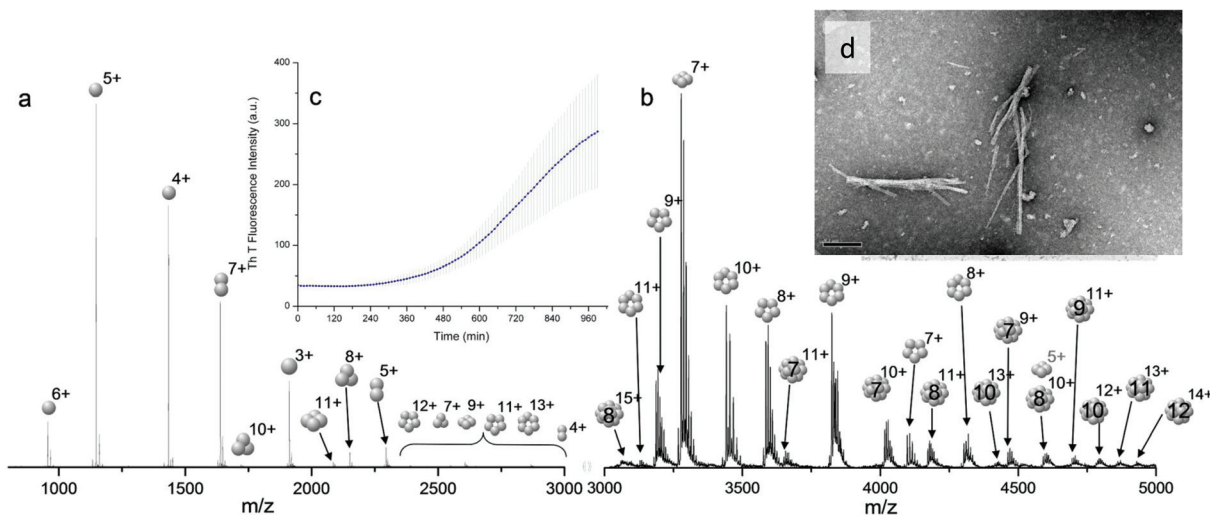 a
6+
5+
4+
7+
10+
3+
11+
8+
5+
12+ 7+ 9+ 11+ 13+
4+
800 1500 2000 2500 3000
m/z
c
Th T Fluorescence Intensity (a.u.)
400
300
200
100
0
0 120 240 360 480 600 720 840 960
Time (min)
b
8 15+
11+
9+
7+
10+
8+
7 11+
9+
7 10+
7+
8 11+
8+
10 13+
7 9+
5+
8 10+
9 11+
10 12+
11 13+
12 14+
3000 3500 4000 4500 5000
m/z
d